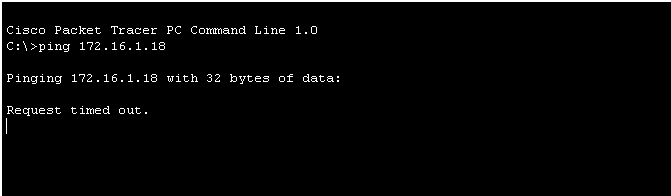 Cisco Packet Tracer PC Command Line 1.0
C:\>ping 172.16.1.18
Pinging 172.16.1.18 with 32 bytes of data:
Request timed out.